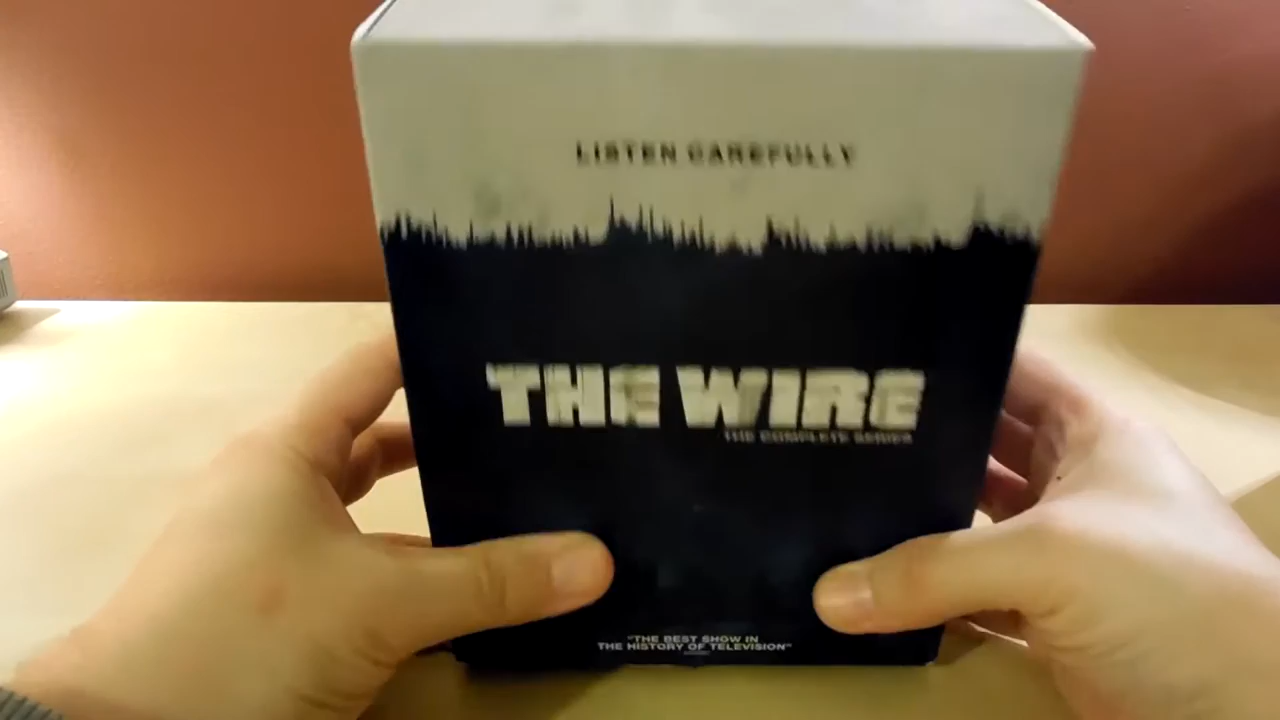 LISTEN CAREFULLY
THE WIRE
THE COMPLETE SERIES
"THE BEST SHOW IN
THE HISTORY OF TELEVISION"